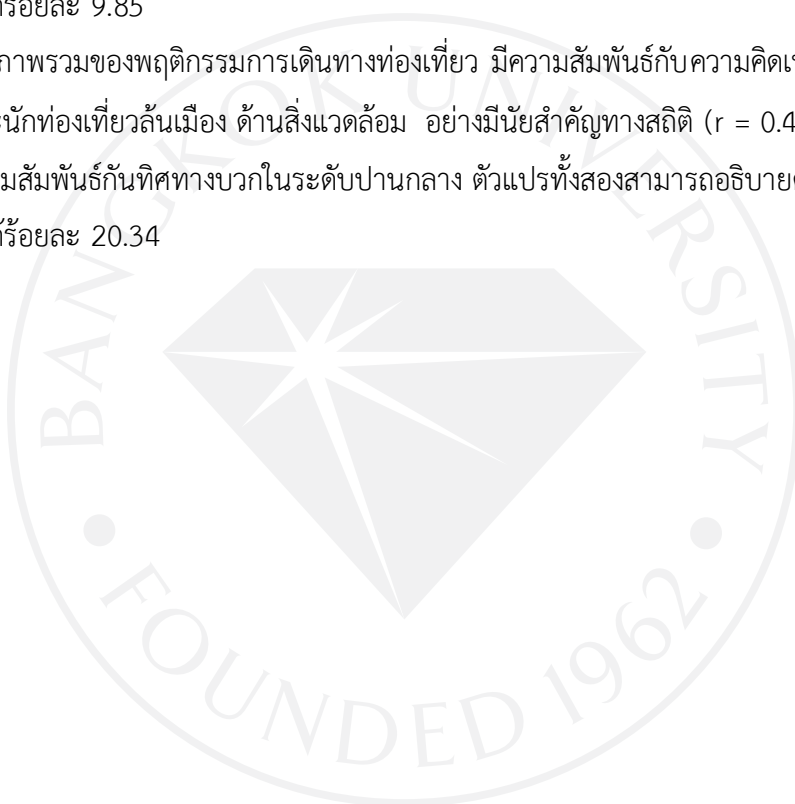 ร้อยละ 9.85
ภาพรวมของพฤติกรรมการเดินทางท่องเที่ยว มีความสัมพันธ์กับ
นักท่องเที่ยวล้นเมือง ด้านสิ่งแวดล้อม อย่างมีนัยสำคัญทางสถิติ (r = 0.4
สัมพันธ์กันทิศทางบวกในระดับปานกลาง ตัวแปรทั้งสองสามารถอธิบาย
ร้อยละ 20.34
BANGKOK UNIVERSITY
FOUNDED 1962